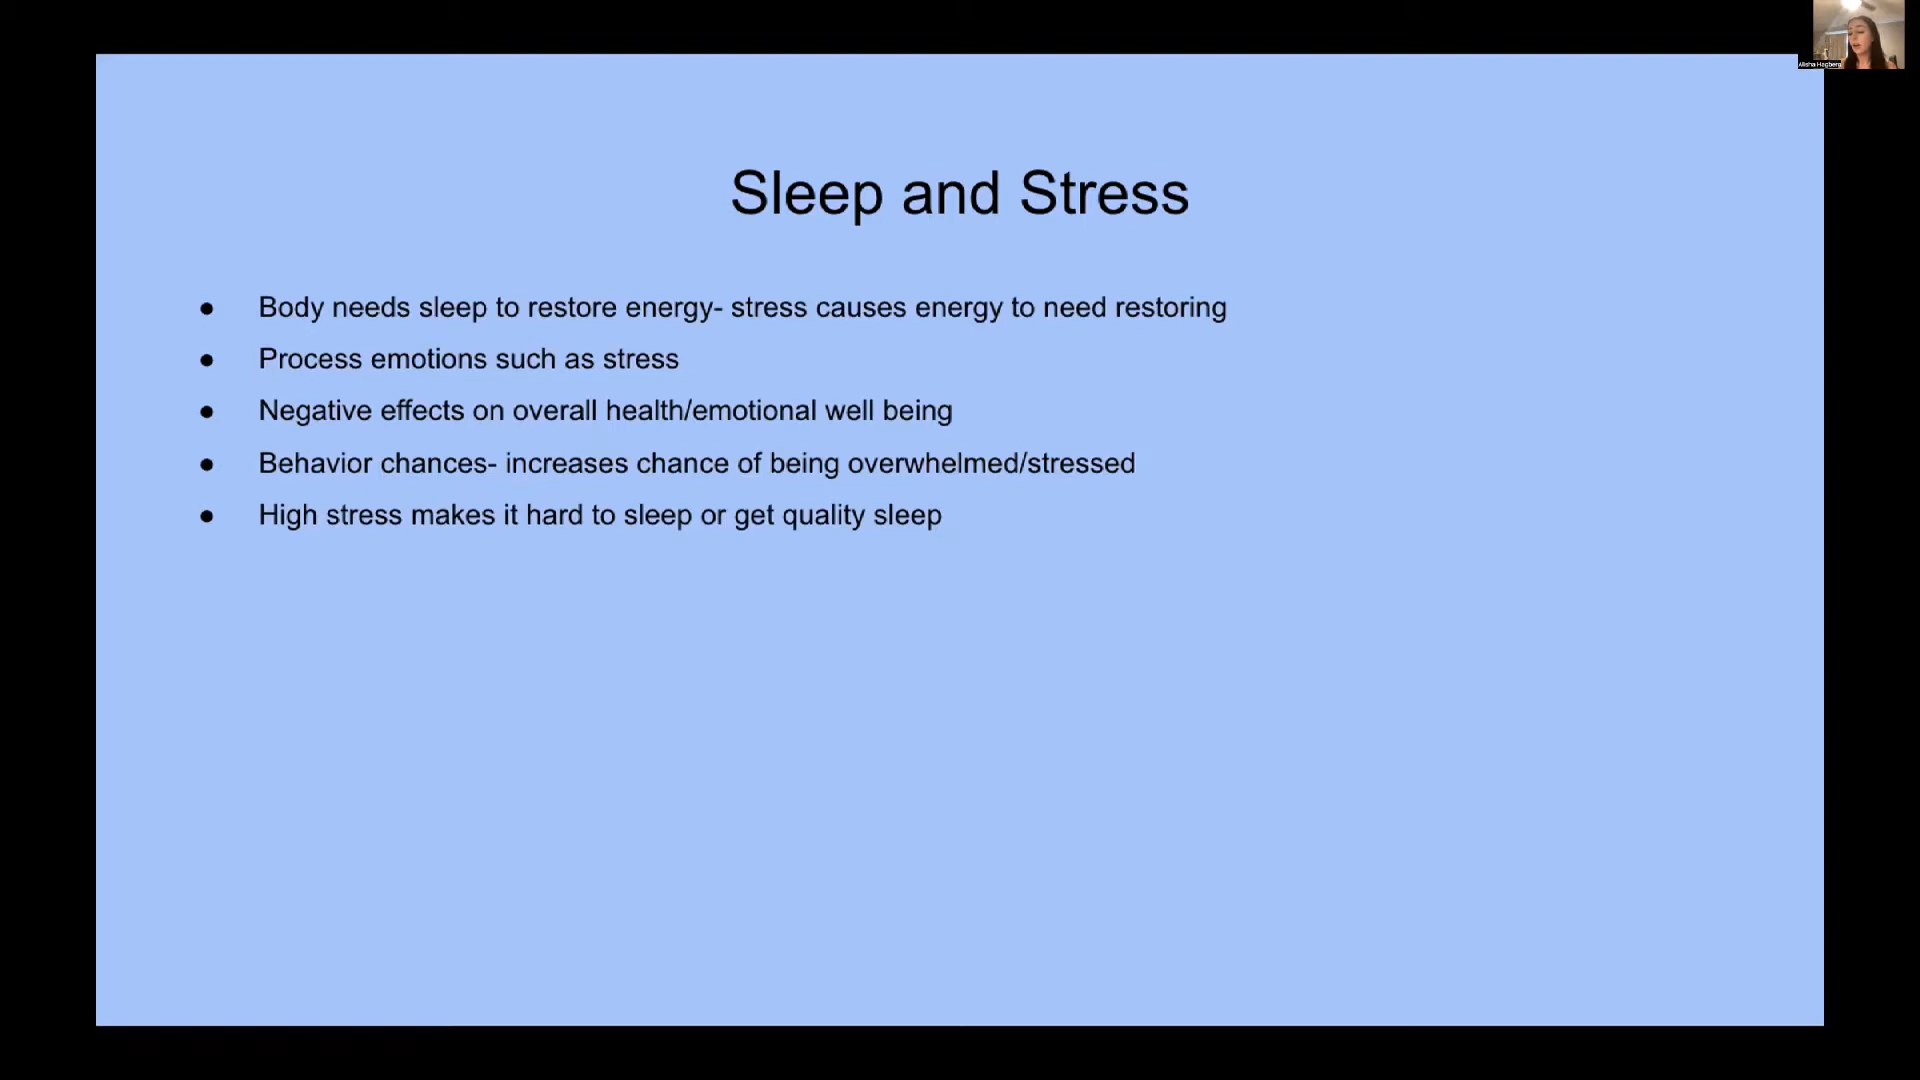 Sleep and Stress
● Body needs sleep to restore energy- stress causes energy to need restoring
● Process emotions such as stress
● Negative effects on overall health/emotional well being
● Behavior chances- increases chance of being overwhelmed/stressed
● High stress makes it hard to sleep or get quality sleep
Alisha Hagberg